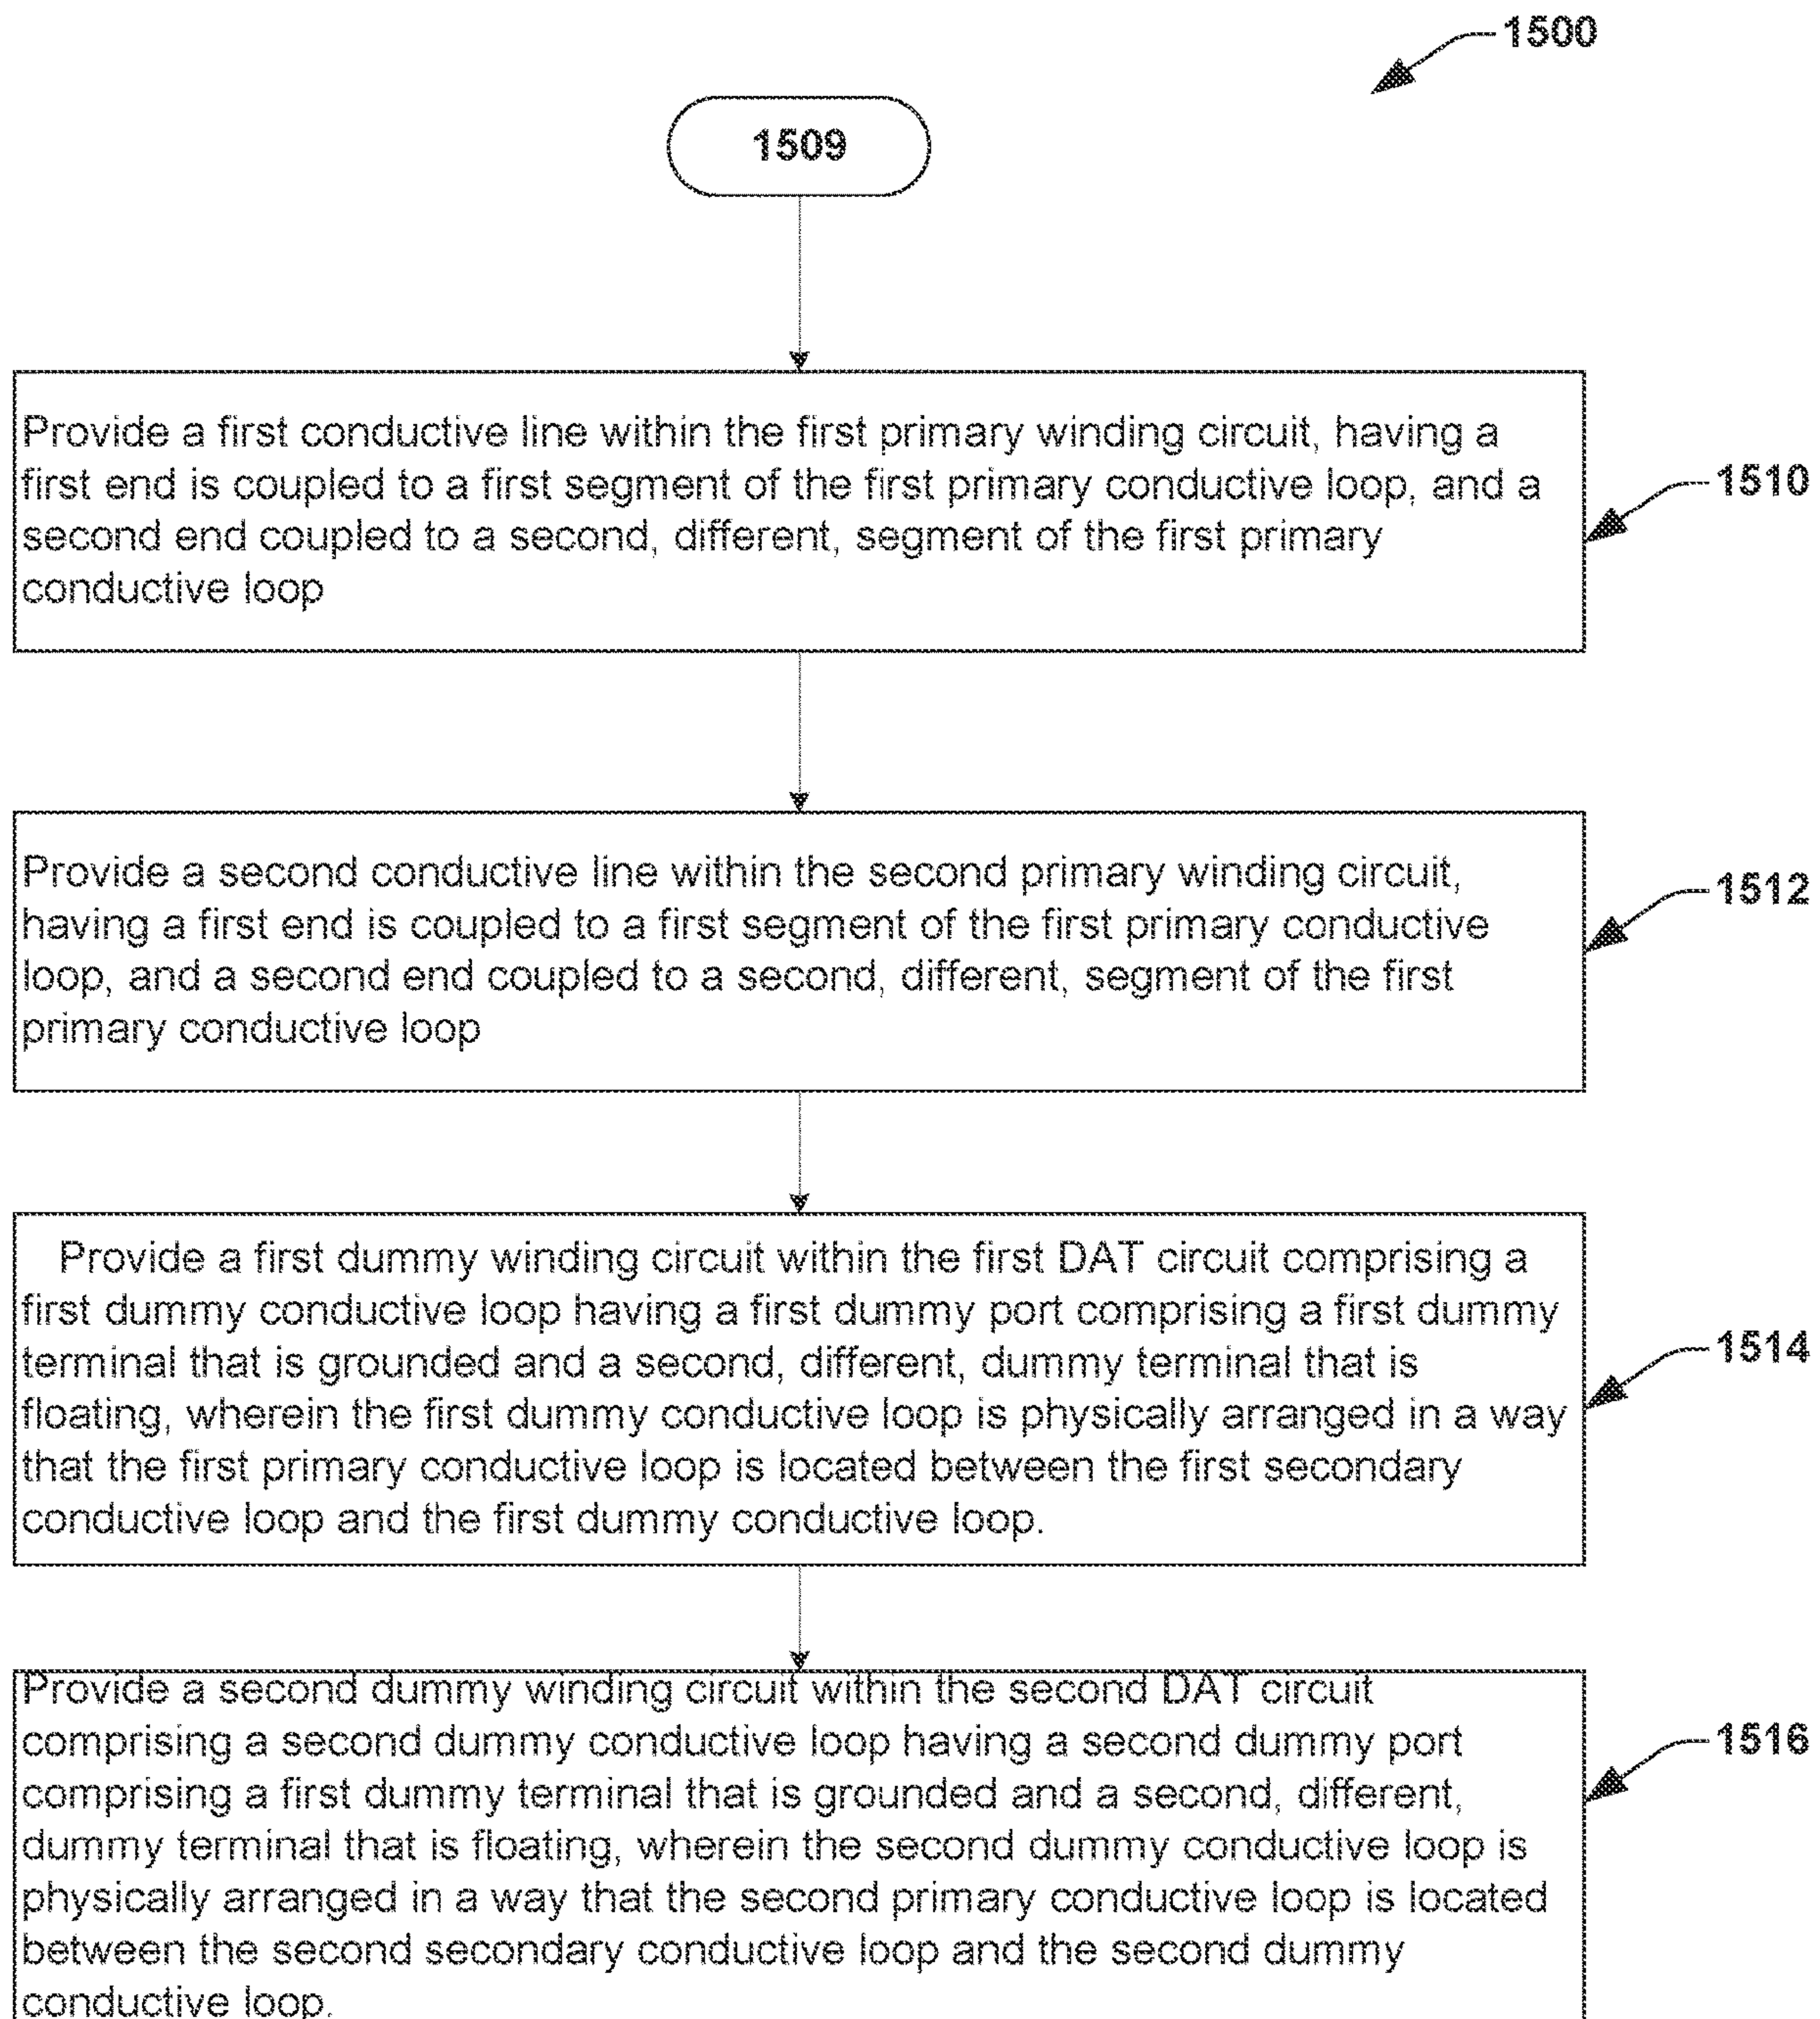 1500
1509
Provide a first conductive line within the first primary winding circuit, having a
first end is coupled to a first segment of the first primary conductive loop, and a
second end coupled to a second, different, segment of the first primary
conductive loop
1510
Provide a second conductive line within the second primary winding circuit,
having a first end is coupled to a first segment of the first primary conductive
loop, and a second end coupled to a second, different, segment of the first
primary conductive loop
1512
Provide a first dummy winding circuit within the first DAT circuit comprising a
first dummy conductive loop having a first dummy port comprising a first dummy
terminal that is grounded and a second, different, dummy terminal that is
floating, wherein the first dummy conductive loop is physically arranged in a way
that the first primary conductive loop is located between the first secondary
conductive loop and the first dummy conductive loop.
1514
Provide a second dummy winding circuit within the second DAT circuit
comprising a second dummy conductive loop having a second dummy port
comprising a first dummy terminal that is grounded and a second, different,
dummy terminal that is floating, wherein the second dummy conductive loop is
physically arranged in a way that the second primary conductive loop is located
between the second secondary conductive loop and the second dummy
conductive loop.
1516